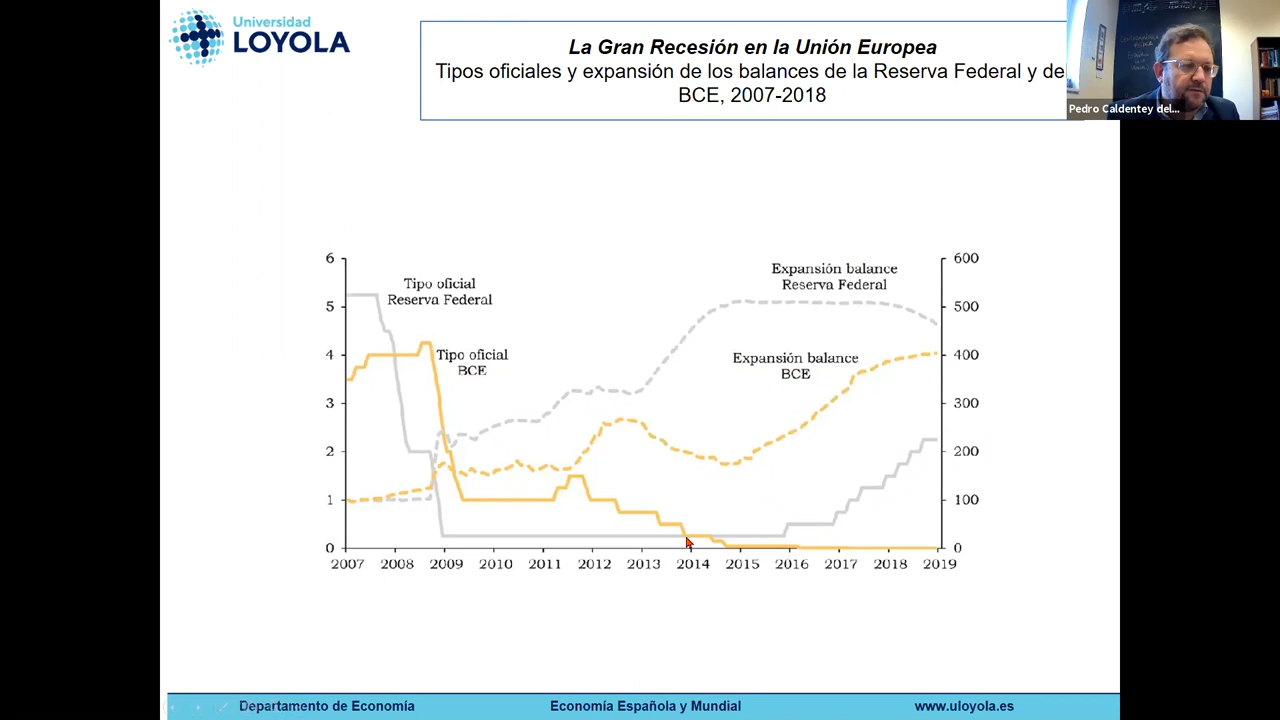 Universidad
LOYOLA
La Gran Recesión en la Unión Europea
Tipos oficiales y expansión de los balances de la Reserva Federal y de
BCE, 2007-2018
Pedro Caldentey del...
6
5
4
3
2
1
0
600
500
400
300
200
100
0
Tipo oficial
Reserva Federal
Expansión balance
Reserva Federal
Tipo oficial
BCE
Expansión balance
BCE
2007 2008 2009 2010 2011 2012 2013 2014 2015 2016 2017 2018 2019
Departamento de Economía
Economía Española y Mundial
www.uloyola.es